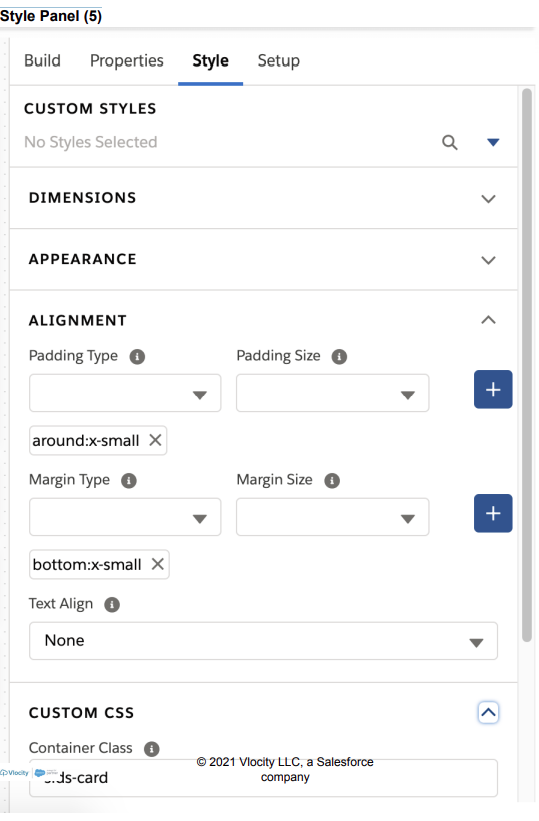 Style Panel (5)
Build Properties Style Setup
CUSTOM STYLES
No Styles Selected
DIMENSIONS
APPEARANCE
ALIGNMENT
Padding Type Padding Size
around:x-small
Margin Type Margin Size
bottom:x-small
Text Align
None
CUSTOM CSS
Container Class
© 2021 Vlocity LLC, a Salesforce
company
Vlocity
ds-card